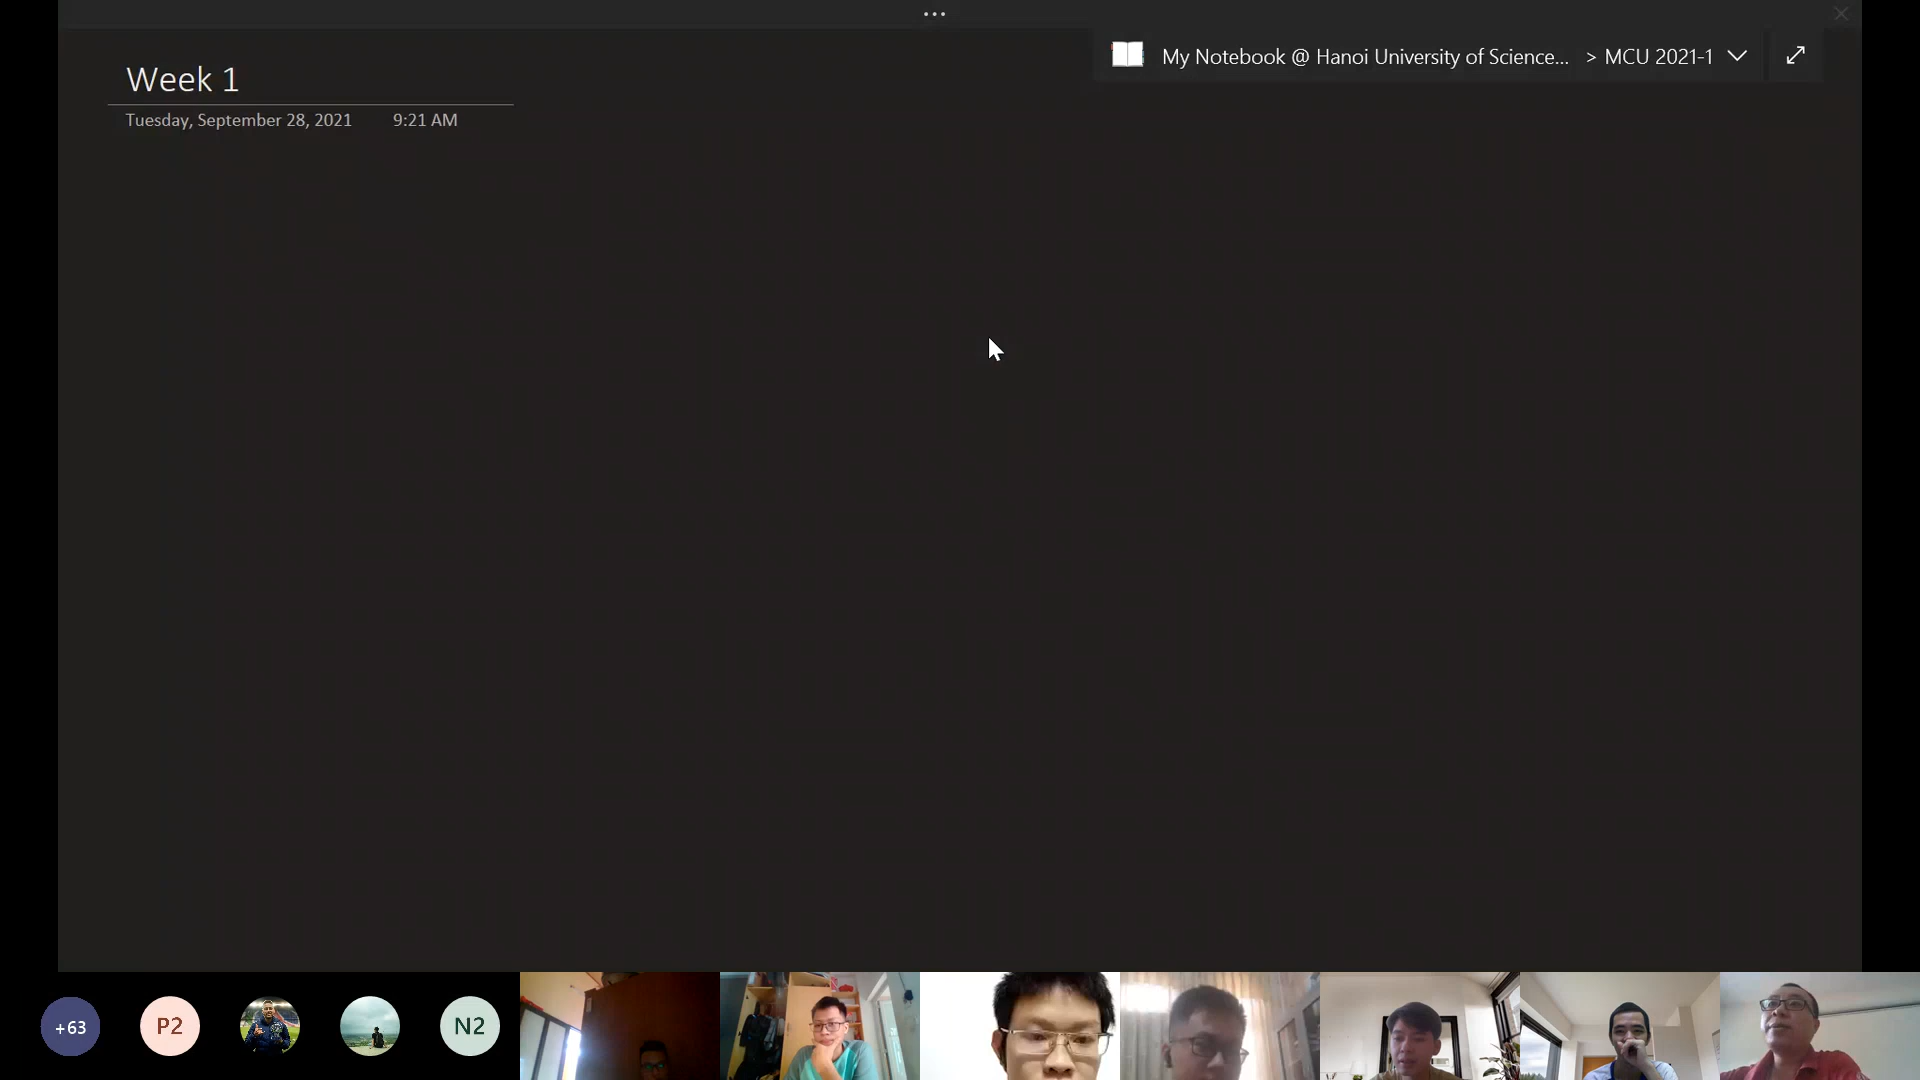 My Notebook @ Hanoi University of Science... > MCU 2021-1
Week 1
Tuesday, September 28, 2021 9:21 AM
+63
P2
N2